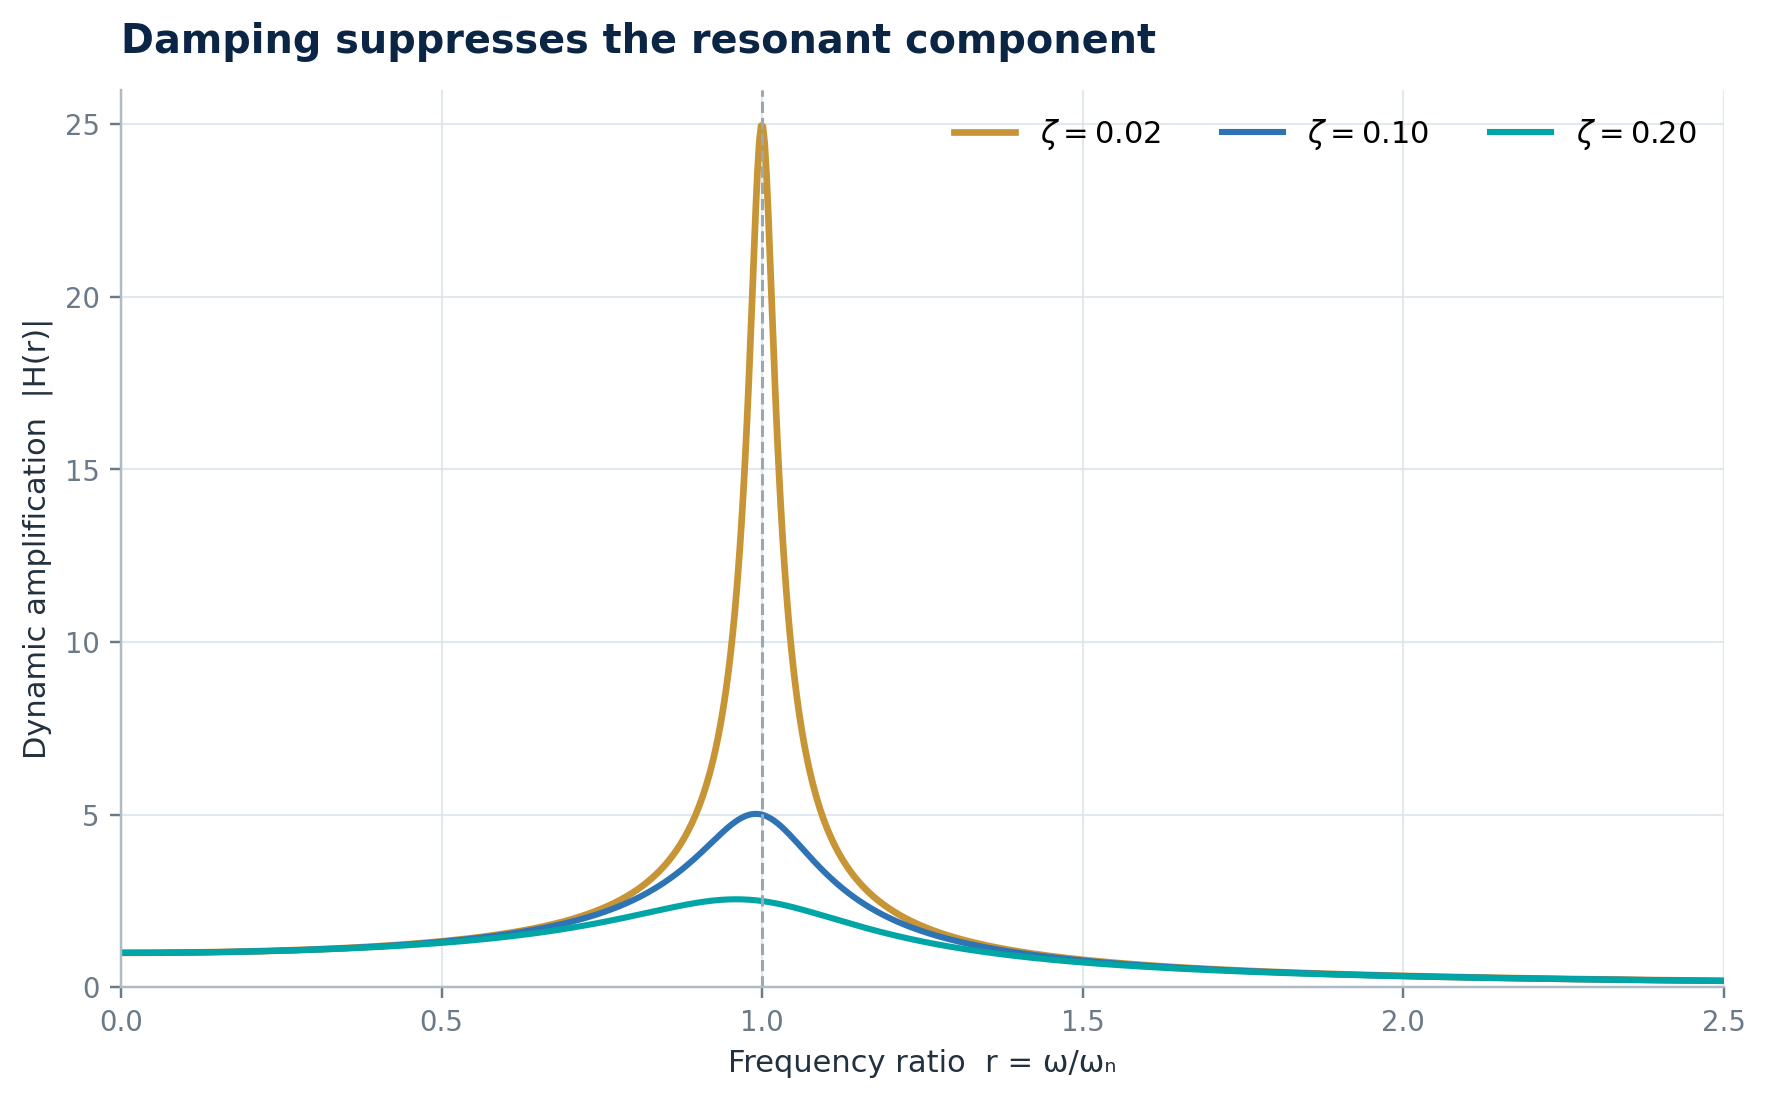 Damping suppresses the resonant component
ζ = 0.02
ζ = 0.10
ζ = 0.20
Dynamic amplification |H(r)|
25
20
15
10
5
0
0.0
0.5
1.0
1.5
2.0
2.5
Frequency ratio r = ω/ωₙ